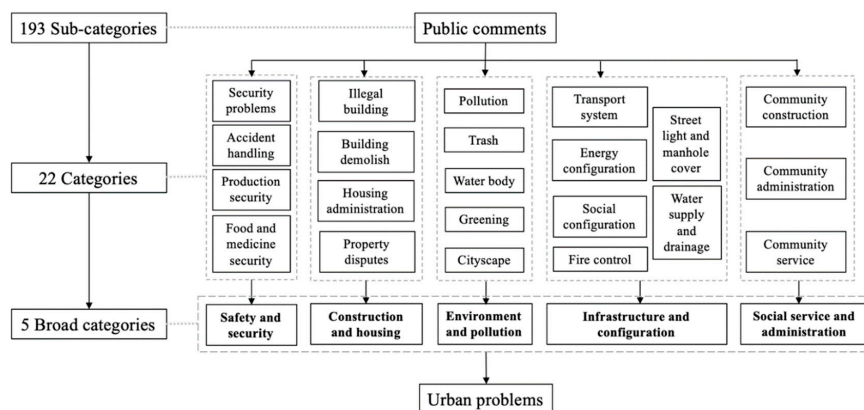 193 Sub-categories
Public comments
Security
problems
Accident
handling
Production
security
Food and
medicine
security
Illegal
building
Building
demolish
Housing
administration
Property
disputes
Pollution
Trash
Water body
Greening
Cityscape
Transport
system
Energy
configuration
Social
configuration
Fire control
Street
light and
manhole
cover
Water
supply
and
drainage
Community
construction
Community
administration
Community
service
22 Categories
5 Broad categories
Safety and
security
Construction
and housing
Environment
and pollution
Infrastructure and
configuration
Social service and
administration
Urban problems